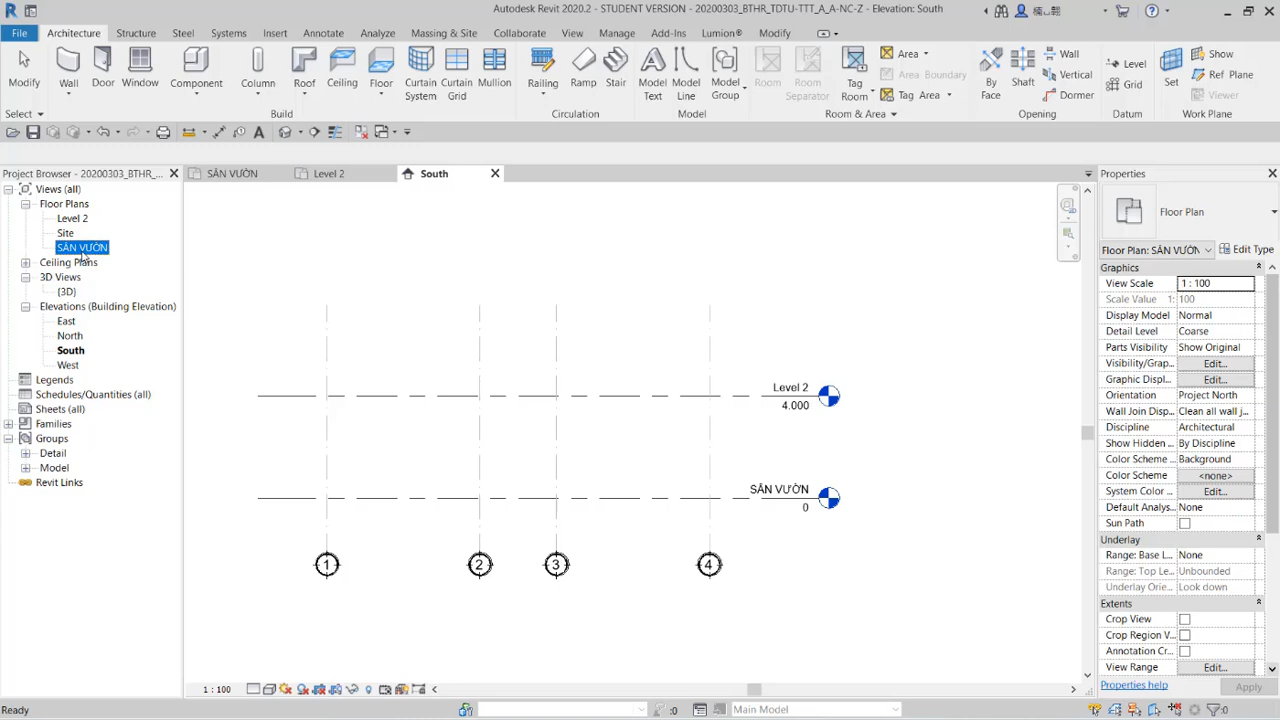 Autodesk Revit 2020.2 - STUDENT VERSION - 20200303_BTHR_TDTU-TTT_A_A-NC-Z - Elevation: South
File Architecture Structure Steel Systems Insert Annotate Analyze Massing & Site Collaborate View Manage Add-Ins Lumion® Modify
Modify Wall Door Window Component Column Roof Ceiling Floor Curtain System Curtain Grid Mullion Railing Ramp Stair Model Text Model Line Model Group Room Room Separator Tag Room Area Area Boundary Tag Area By Face Shaft Wall Vertical Dormer Level Grid Set Show Ref Plane Viewer
Select Build Circulation Model Room & Area Opening Datum Work Plane
Project Browser - 20200303_BTHR_...
SÂN VƯỜN Level 2 South
Properties
Views (all)
Floor Plans
Level 2
Site
SÂN VƯỜN
Ceiling Plans
3D Views
{3D}
Elevations (Building Elevation)
East
North
South
West
Legends
Schedules/Quantities (all)
Sheets (all)
Families
Groups
Detail
Model
Revit Links
Level 2
4.000
SÂN VƯỜN
0
1 2 3 4
Floor Plan
Floor Plan: SÂN VƯỜN Edit Type
Graphics
View Scale 1 : 100
Scale Value 1: 100
Display Model Normal
Detail Level Coarse
Parts Visibility Show Original
Visibility/Grap... Edit...
Graphic Displ... Edit...
Orientation Project North
Wall Join Disp... Clean all wall j...
Discipline Architectural
Show Hidden ... By Discipline
Color Scheme ... Background
Color Scheme <none>
System Color ... Edit...
Default Analys... None
Sun Path
Underlay
Range: Base L... None
Range: Top Le... Unbounded
Underlay Orie... Look down
Extents
Crop View
Crop Region V...
Annotation Cr...
View Range Edit...
Properties help Apply
1 : 100
Ready :0 Main Model :0